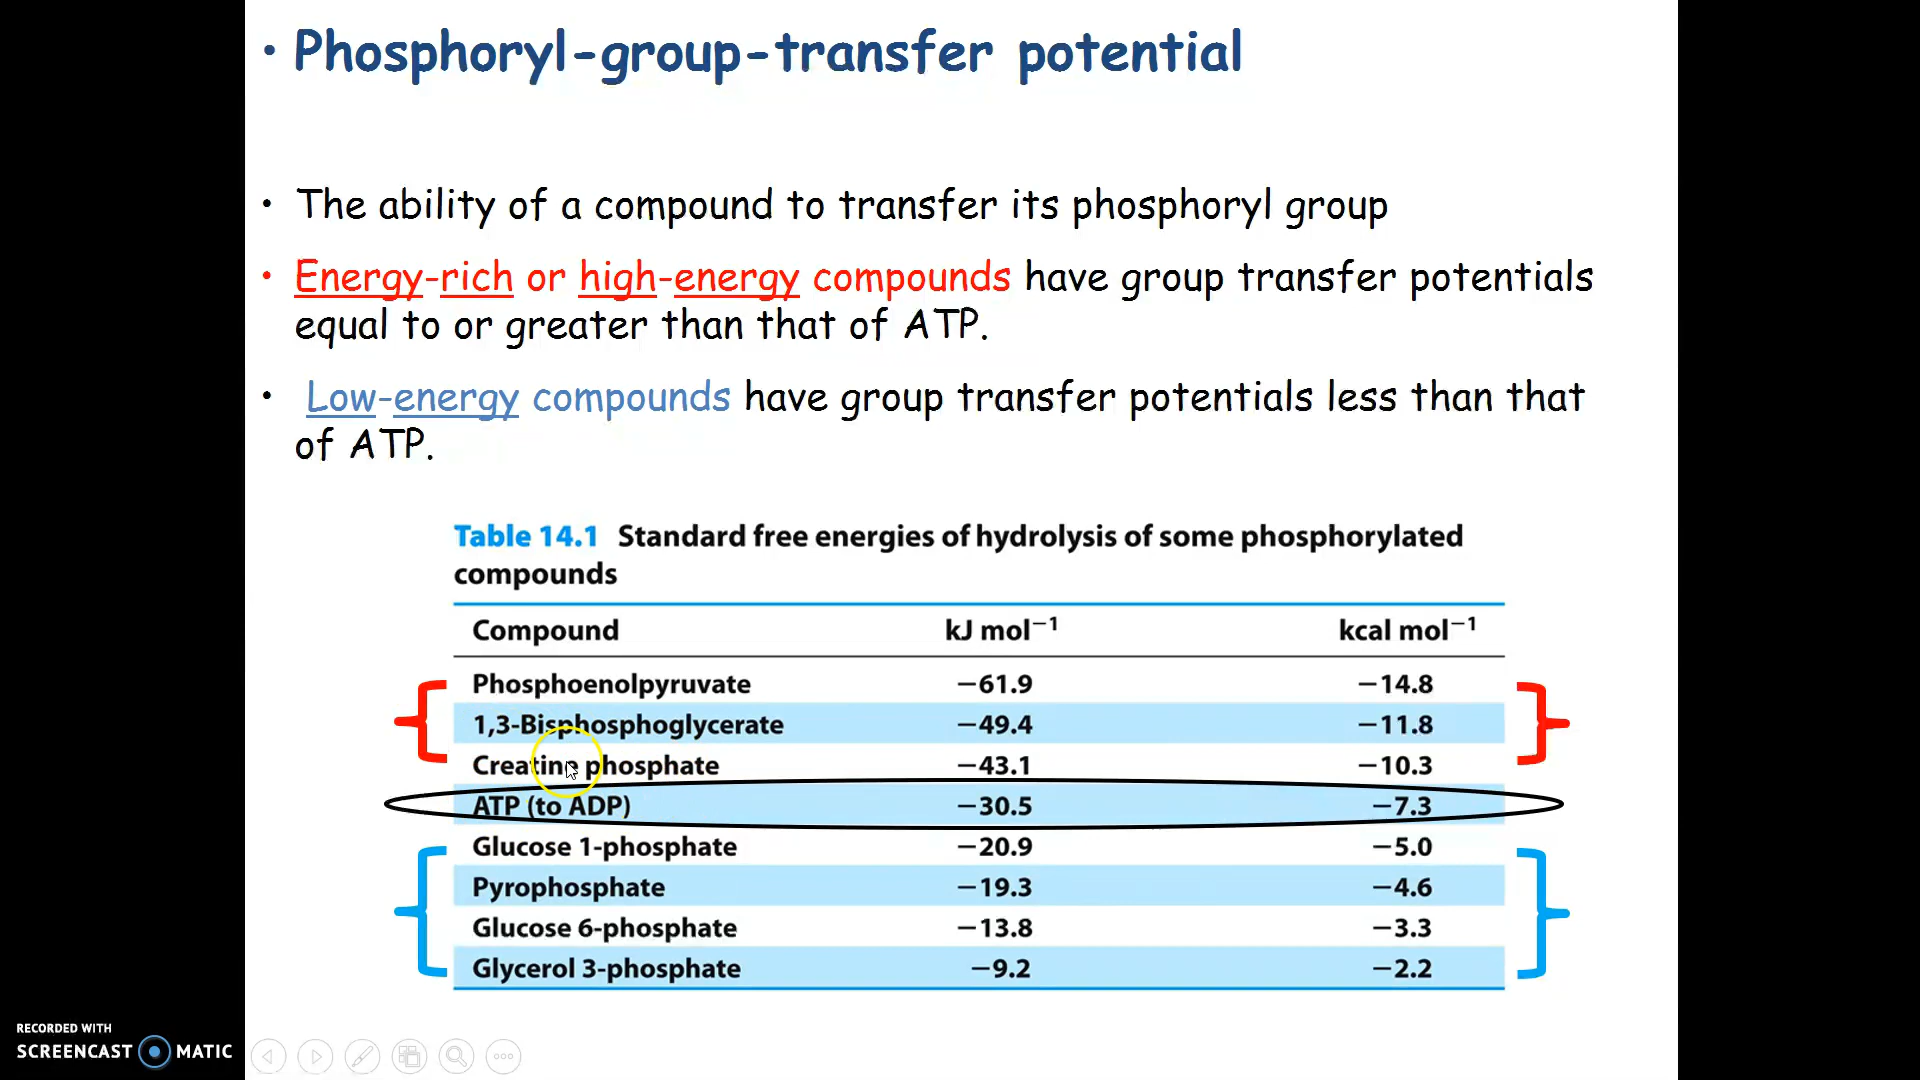 • Phosphoryl-group-transfer potential
• The ability of a compound to transfer its phosphoryl group
• Energy-rich or high-energy compounds have group transfer potentials
equal to or greater than that of ATP.
• Low-energy compounds have group transfer potentials less than that
of ATP.
Table 14.1 Standard free energies of hydrolysis of some phosphorylated
compounds
Compound kJ mol⁻¹ kcal mol⁻¹
Phosphoenolpyruvate −61.9 −14.8
1,3-Bisphosphoglycerate −49.4 −11.8
Creatine phosphate −43.1 −10.3
ATP (to ADP) −30.5 −7.3
Glucose 1-phosphate −20.9 −5.0
Pyrophosphate −19.3 −4.6
Glucose 6-phosphate −13.8 −3.3
Glycerol 3-phosphate −9.2 −2.2
RECORDED WITH
SCREENCAST MATIC